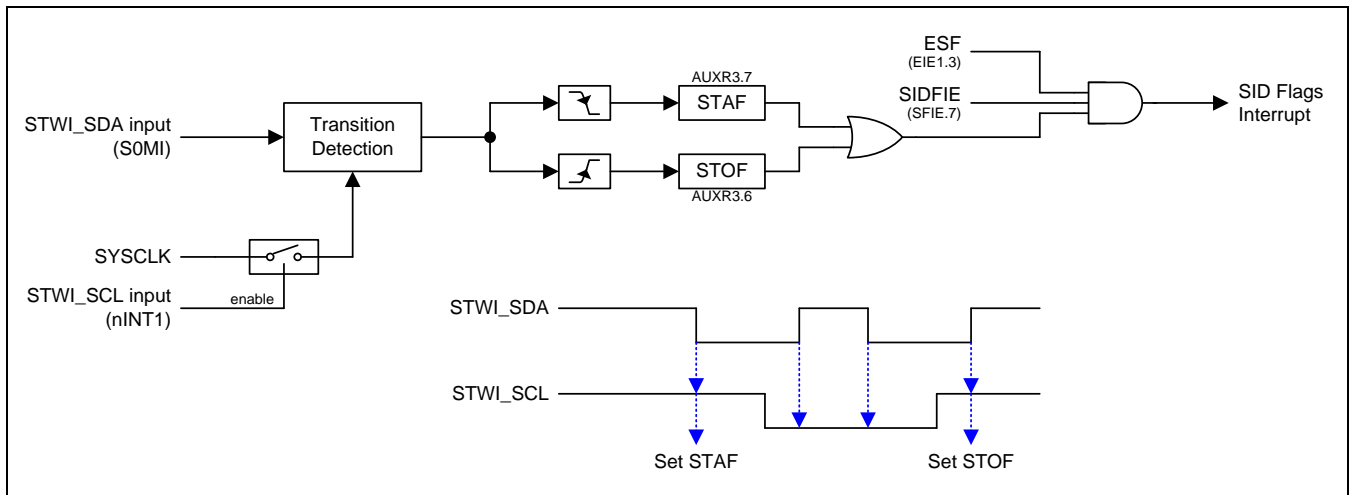 ESF
(EIE1.3)
AUXR3.7
STAF
SIDFIE
(SFIE.7)
SID Flags
Interrupt
STWI_SDA input
(S0MI)
Transition
Detection
STOF
AUXR3.6
SYSCLK
STWI_SCL input
(nINT1)
enable
STWI_SDA
STWI_SCL
Set STAF
Set STOF